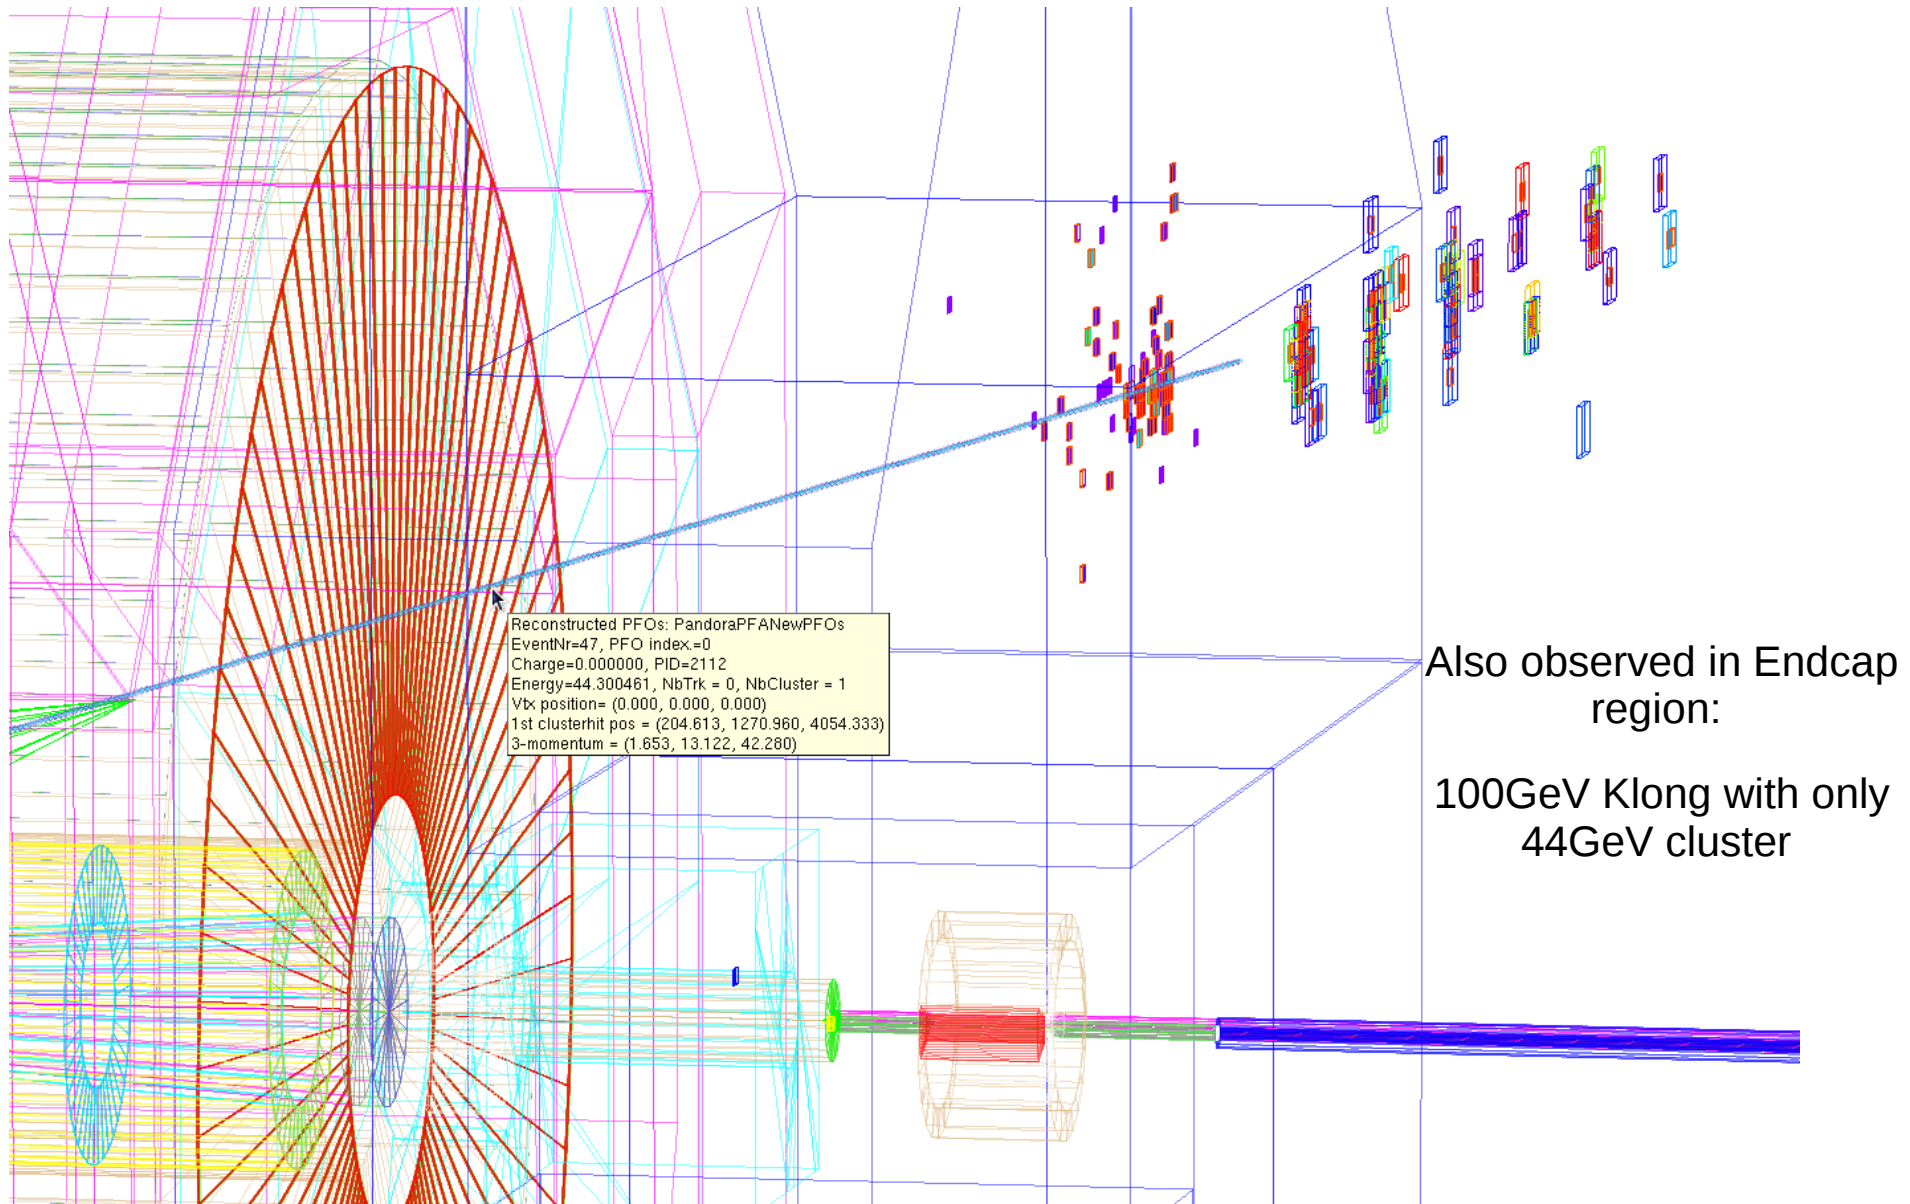 Reconstructed PFOs: PandoraPFANewPFOs
EventNr=47, PFO index.=0
Charge=0.000000, PID=2112
Energy=44.300461, NbTrk = 0, NbCluster = 1
Vtx position= (0.000, 0.000, 0.000)
1st clusterhit pos = (204.613, 1270.960, 4054.333)
3-momentum = (1.653, 13.122, 42.280)
Also observed in Endcap
region:
100GeV Klong with only
44GeV cluster